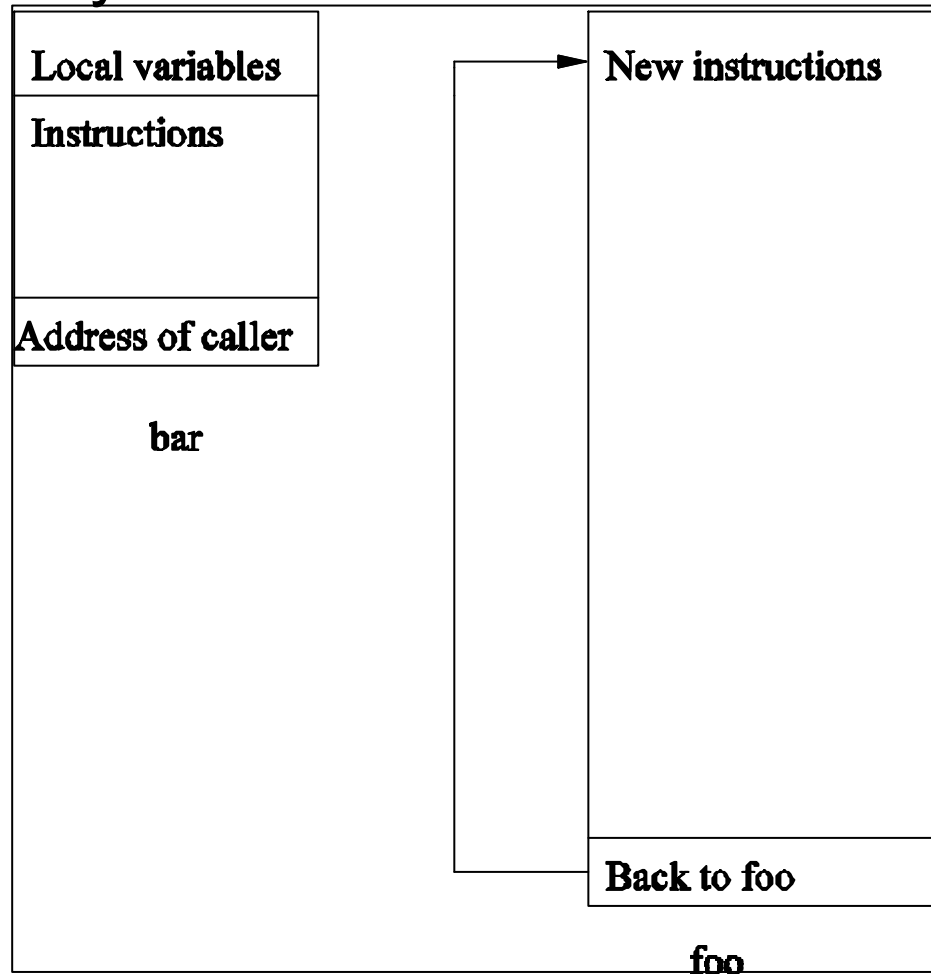 Local variables
Instructions
Address of caller
bar
New instructions
Back to foo
foo